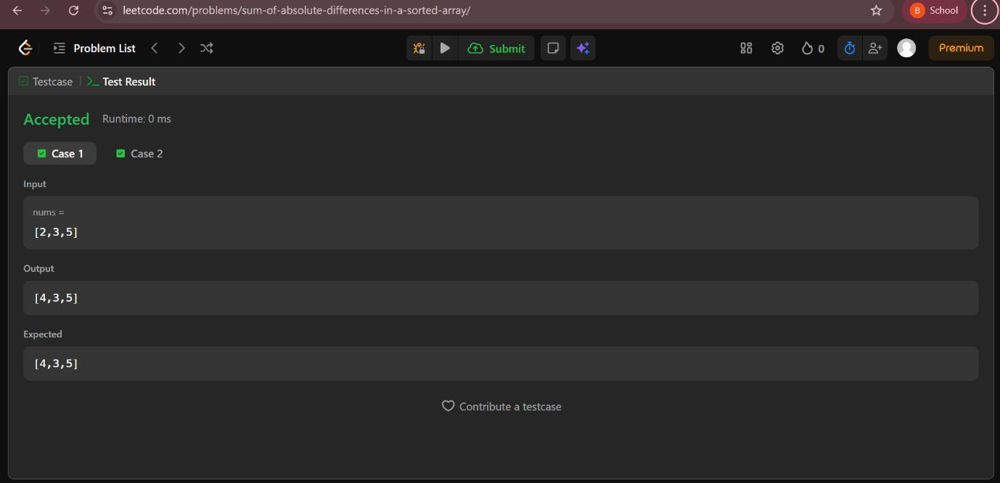 leetcode.com/problems/sum-of-absolute-differences-in-a-sorted-array/ B School
Problem List Submit 0 Premium
Testcase | Test Result
Accepted Runtime: 0 ms
Case 1 Case 2
Input
nums =
[2,3,5]
Output
[4,3,5]
Expected
[4,3,5]
Contribute a testcase